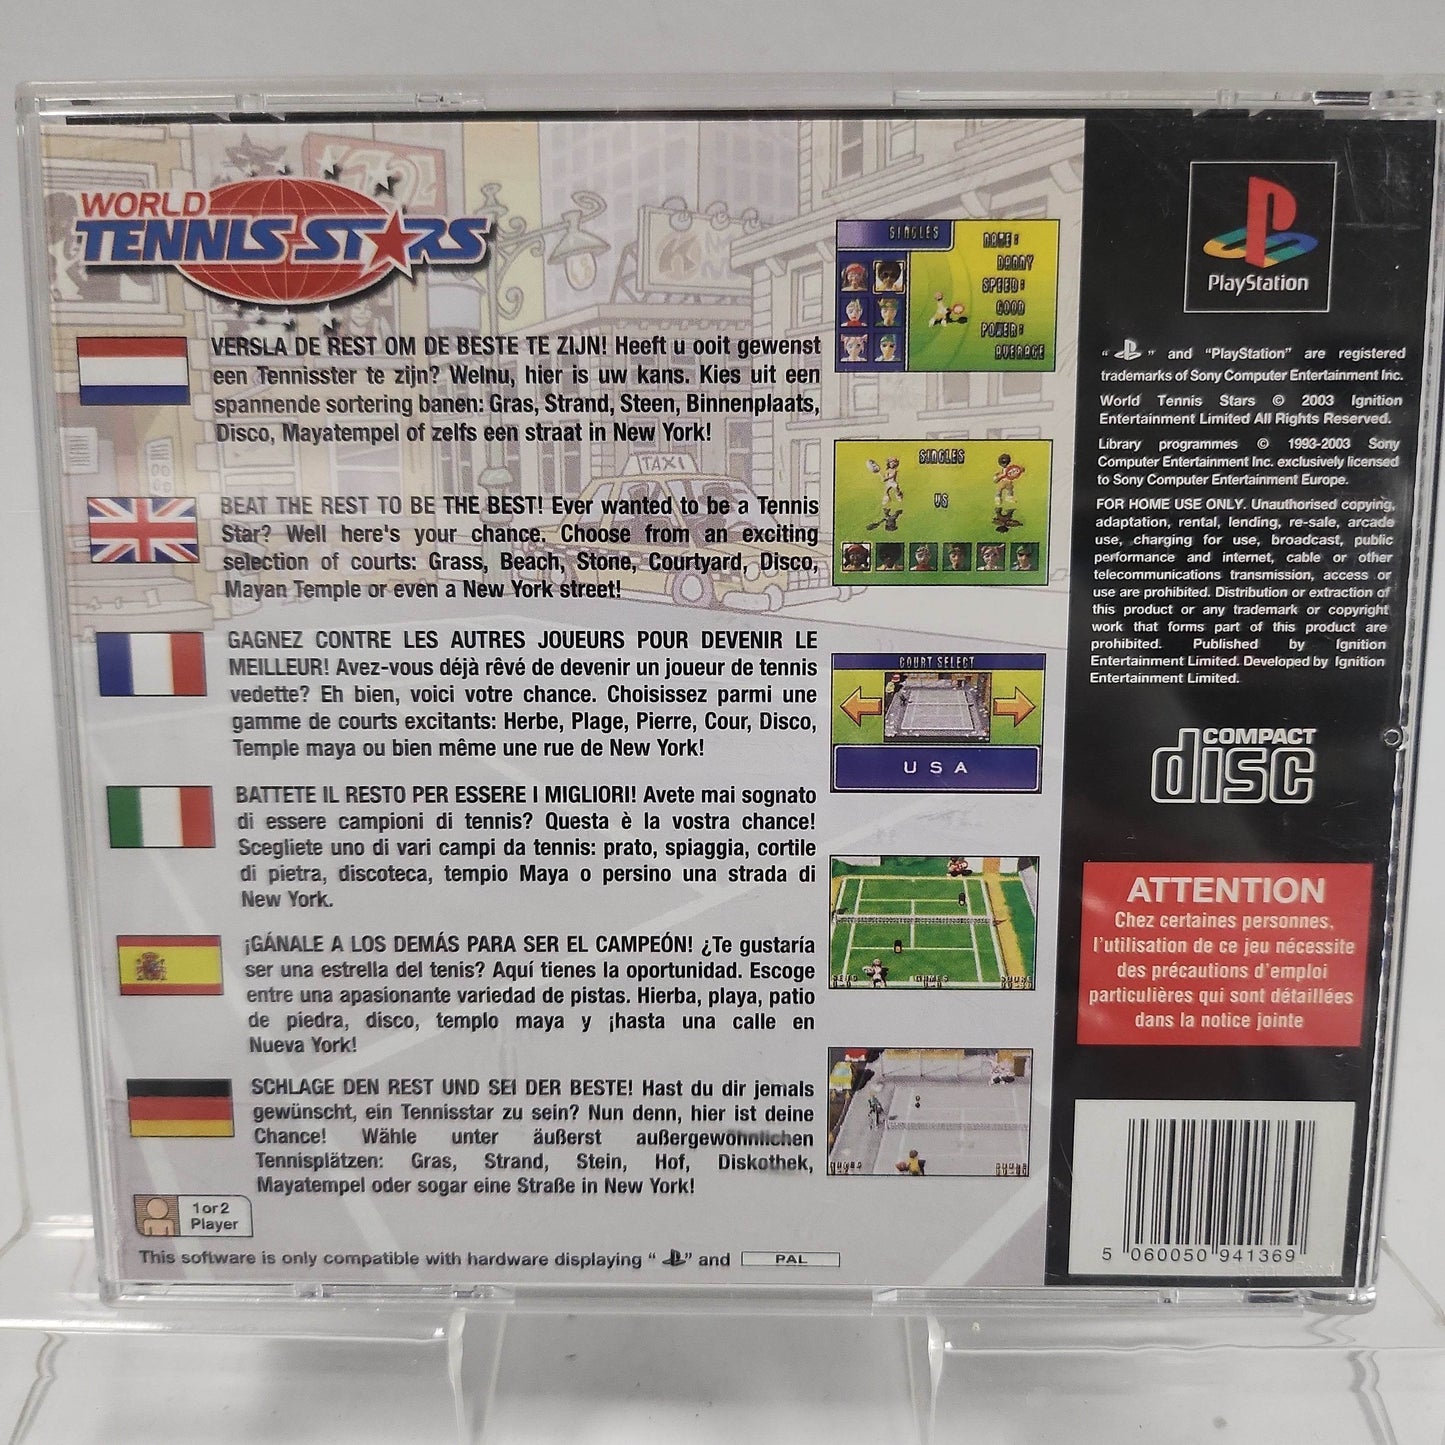 WORLD
TENNIS STARS
VERSLA DE REST OM DE BESTE TE ZIJN! Heeft u ooit gewenst
een Tennisster te zijn? Welnu, hier is uw kans. Kies uit een
spannende sortering banen: Gras, Strand, Steen, Binnenplaats,
Disco, Mayatempel of zelfs een straat in New York!
TAXI
BEAT THE REST TO BE THE BEST! Ever wanted to be a Tennis
Star? Well here's your chance. Choose from an exciting
selection of courts: Grass, Beach, Stone, Courtyard, Disco,
Mayan Temple or even a New York street!
GAGNEZ CONTRE LES AUTRES JOUEURS POUR DEVENIR LE
MEILLEUR! Avez-vous déjà rêvé de devenir un joueur de tennis
vedette? Eh bien, voici votre chance. Choisissez parmi une
gamme de courts excitants: Herbe, Plage, Pierre, Cour, Disco,
Temple maya ou bien même une rue de New York!
BATTETE IL RESTO PER ESSERE I MIGLIORI! Avete mai sognato
di essere campioni di tennis? Questa è la vostra chance!
Scegliete uno di vari campi da tennis: prato, spiaggia, cortile
di pietra, discoteca, tempio Maya o persino una strada di
New York.
¡GÁNALE A LOS DEMÁS PARA SER EL CAMPEÓN! ¿Te gustaría
ser una estrella del tenis? Aquí tienes la oportunidad. Escoge
entre una apasionante variedad de pistas. Hierba, playa, patio
de piedra, disco, templo maya y ¡hasta una calle en
Nueva York!
SCHLAGE DEN REST UND SEI DER BESTE! Hast du dir jemals
gewünscht, ein Tennisstar zu sein? Nun denn, hier ist deine
Chance! Wähle unter äußerst außergewöhnlichen
Tennisplätzen: Gras, Strand, Stein, Hof, Diskothek,
Mayatempel oder sogar eine Straße in New York!
1 or 2
Player
This software is only compatible with hardware displaying " " and PAL
SINGLES
NAME:
DANNY
SPEED:
GOOD
POWER:
AVERAGE
SINGLES
VS
COURT SELECT
USA
GAMES
PlayStation
" " and "PlayStation" are registered
trademarks of Sony Computer Entertainment Inc.
World Tennis Stars © 2003 Ignition
Entertainment Limited All Rights Reserved.
Library programmes © 1993-2003 Sony
Computer Entertainment Inc. exclusively licensed
to Sony Computer Entertainment Europe.
FOR HOME USE ONLY. Unauthorised copying,
adaptation, rental, lending, re-sale, arcade
use, charging for use, broadcast, public
performance and internet, cable or other
telecommunications transmission, access or
use are prohibited. Distribution or extraction of
this product or any trademark or copyright
work that forms part of this product are
prohibited. Published by Ignition
Entertainment Limited. Developed by Ignition
Entertainment Limited.
COMPACT
disc
ATTENTION
Chez certaines personnes,
l'utilisation de ce jeu nécessite
des précautions d'emploi
particulières qui sont détaillées
dans la notice jointe
5 060050 941369